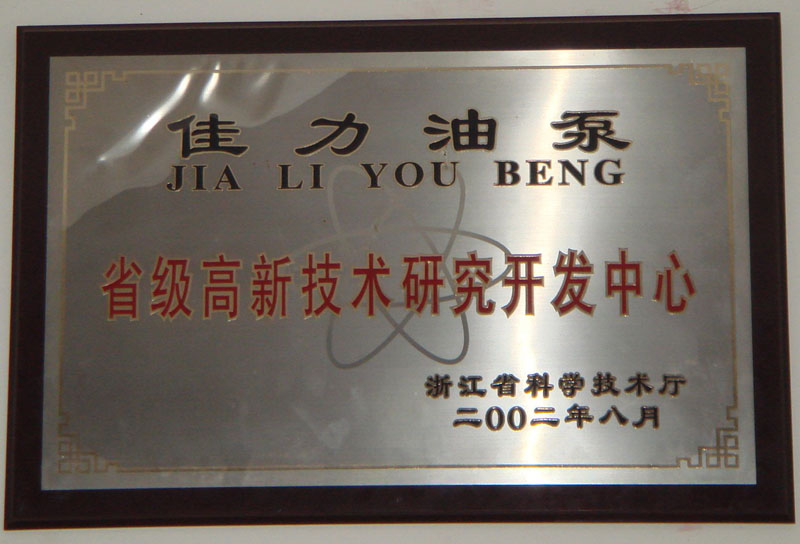 佳力油泵
JIA LI YOU BENG
省级高新技术研究开发中心
浙江省科学技术厅
二00二年八月